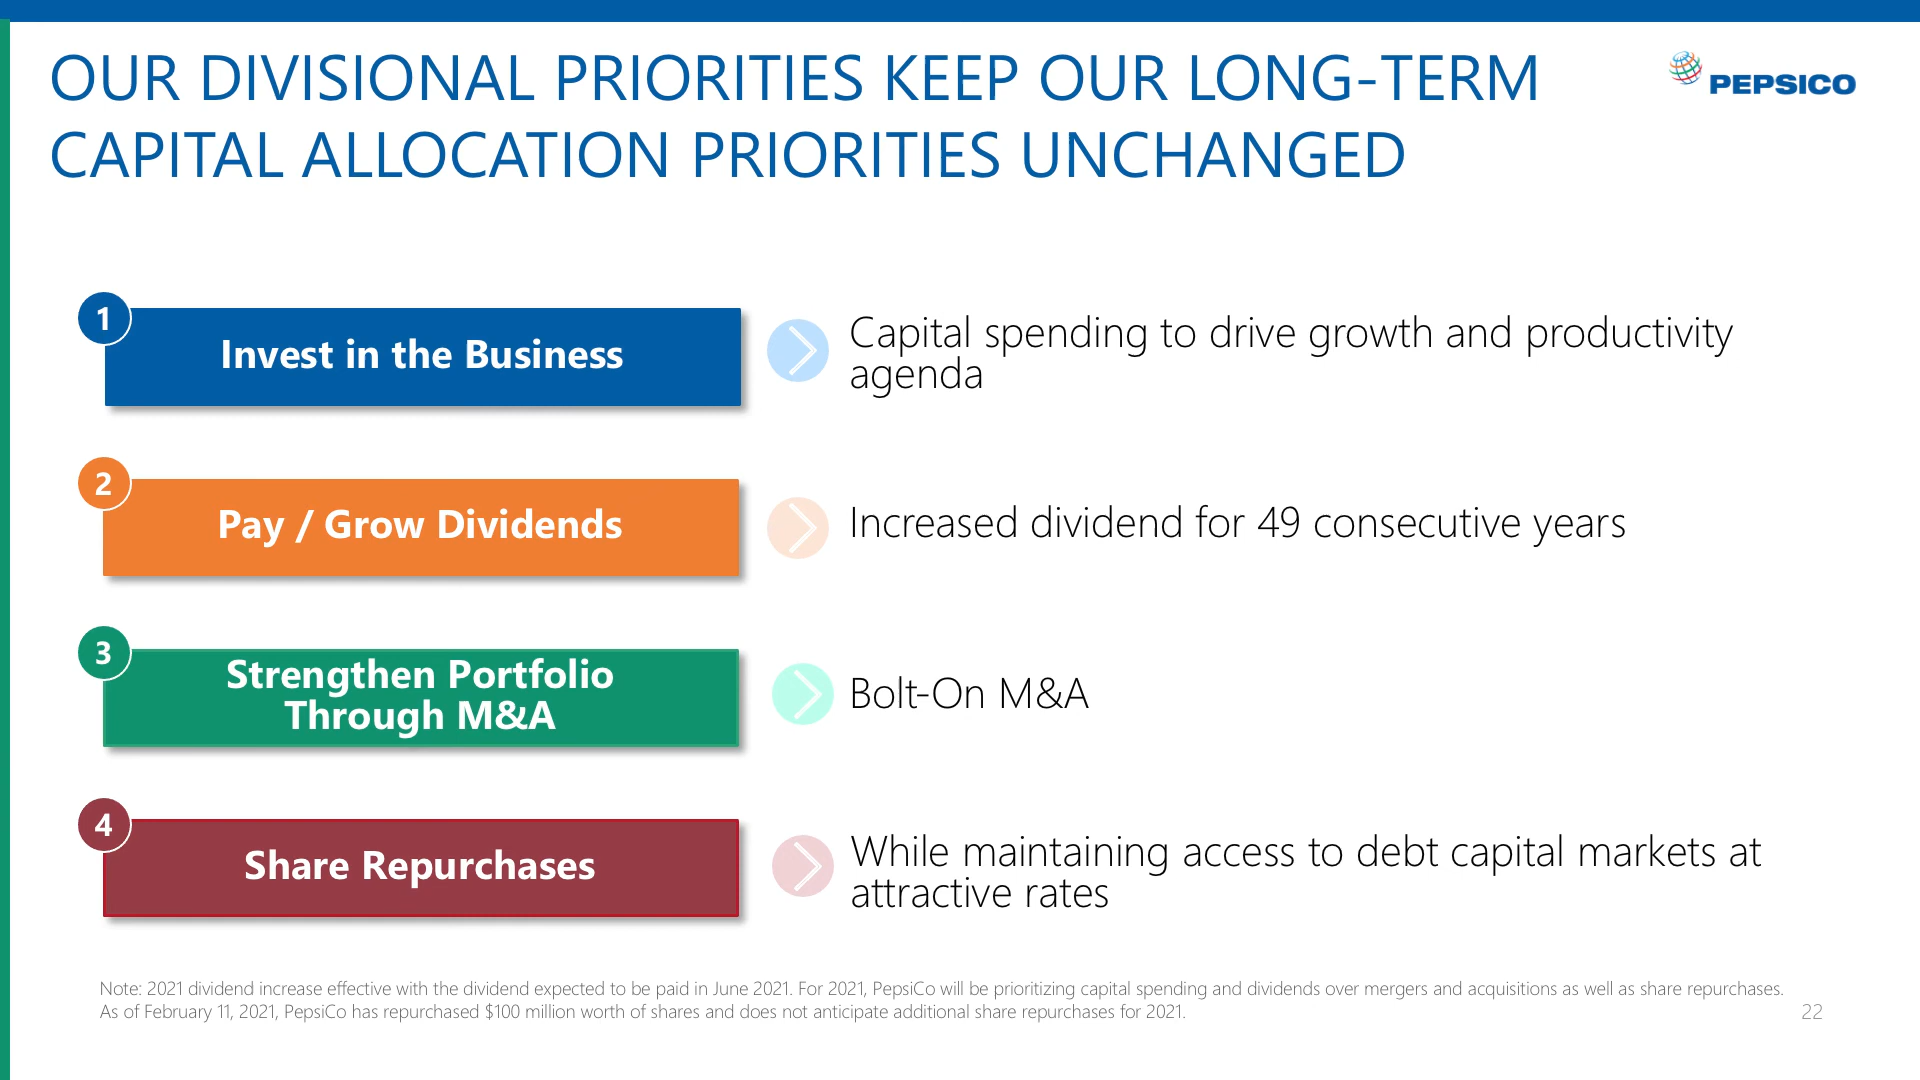 OUR DIVISIONAL PRIORITIES KEEP OUR LONG-TERM
CAPITAL ALLOCATION PRIORITIES UNCHANGED
PEPSICO
1
Invest in the Business
Capital spending to drive growth and productivity
agenda
2
Pay / Grow Dividends
Increased dividend for 49 consecutive years
3
Strengthen Portfolio
Through M&A
Bolt-On M&A
4
Share Repurchases
While maintaining access to debt capital markets at
attractive rates
Note: 2021 dividend increase effective with the dividend expected to be paid in June 2021. For 2021, PepsiCo will be prioritizing capital spending and dividends over mergers and acquisitions as well as share repurchases.
As of February 11, 2021, PepsiCo has repurchased $100 million worth of shares and does not anticipate additional share repurchases for 2021.
22